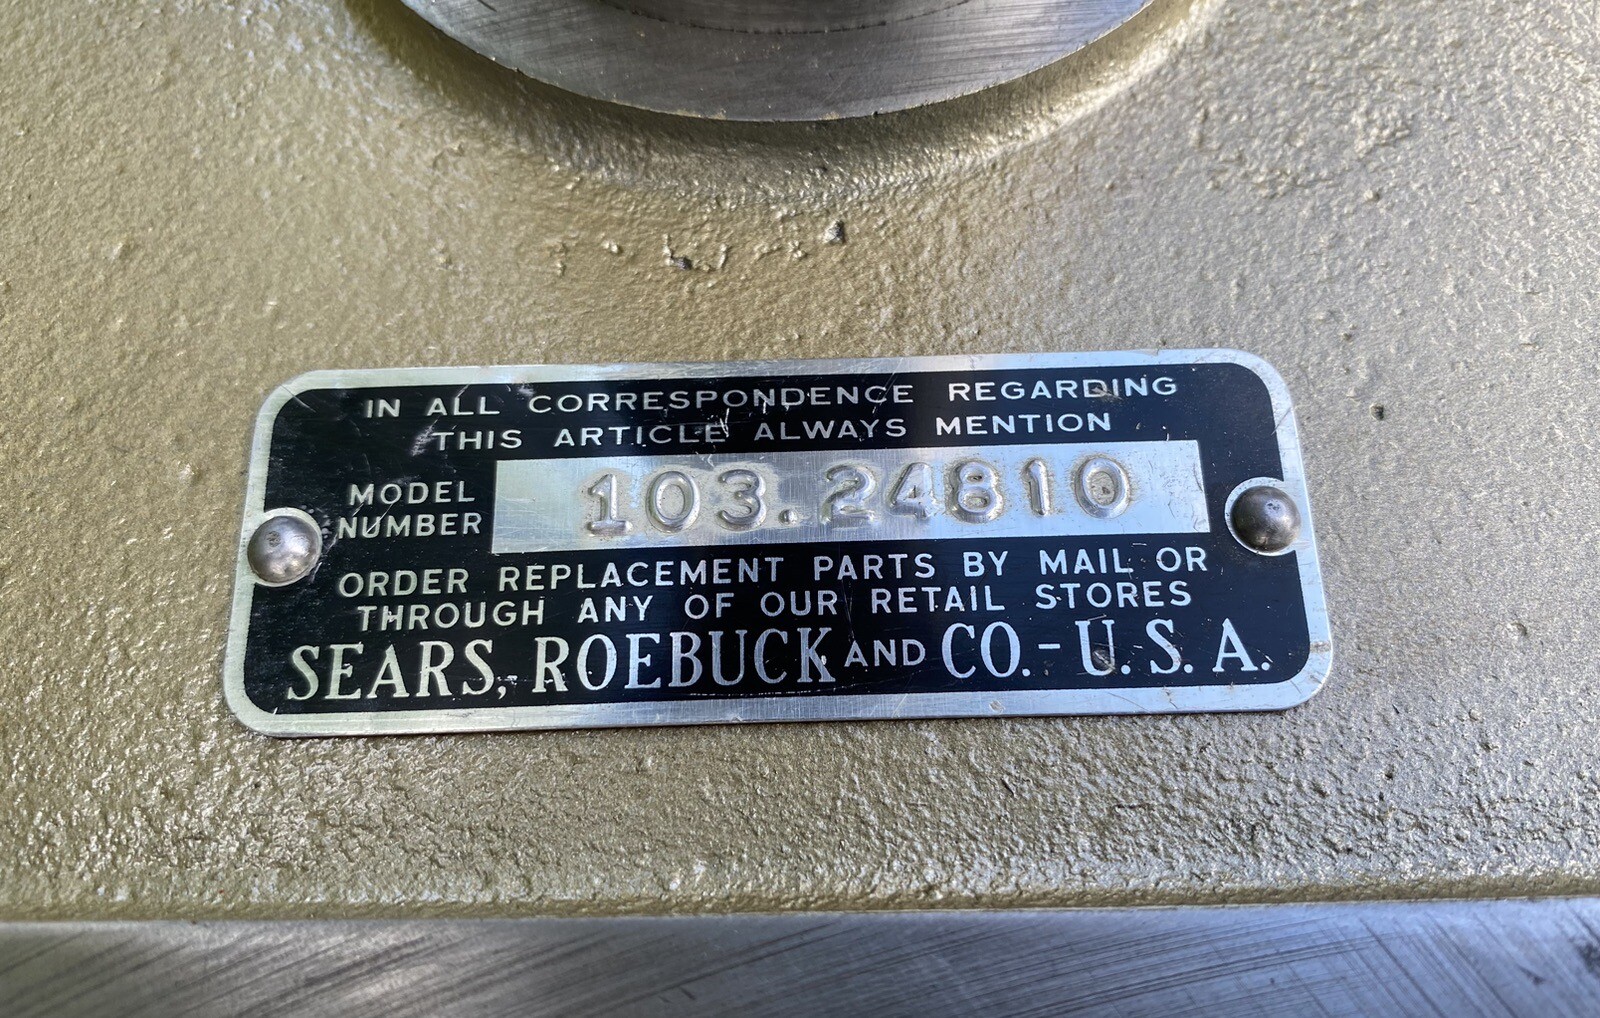 IN ALL CORRESPONDENCE REGARDING
THIS ARTICLE ALWAYS MENTION
MODEL NUMBER 103.24810
ORDER REPLACEMENT PARTS BY MAIL OR
THROUGH ANY OF OUR RETAIL STORES
SEARS, ROEBUCK AND CO.-U.S.A.